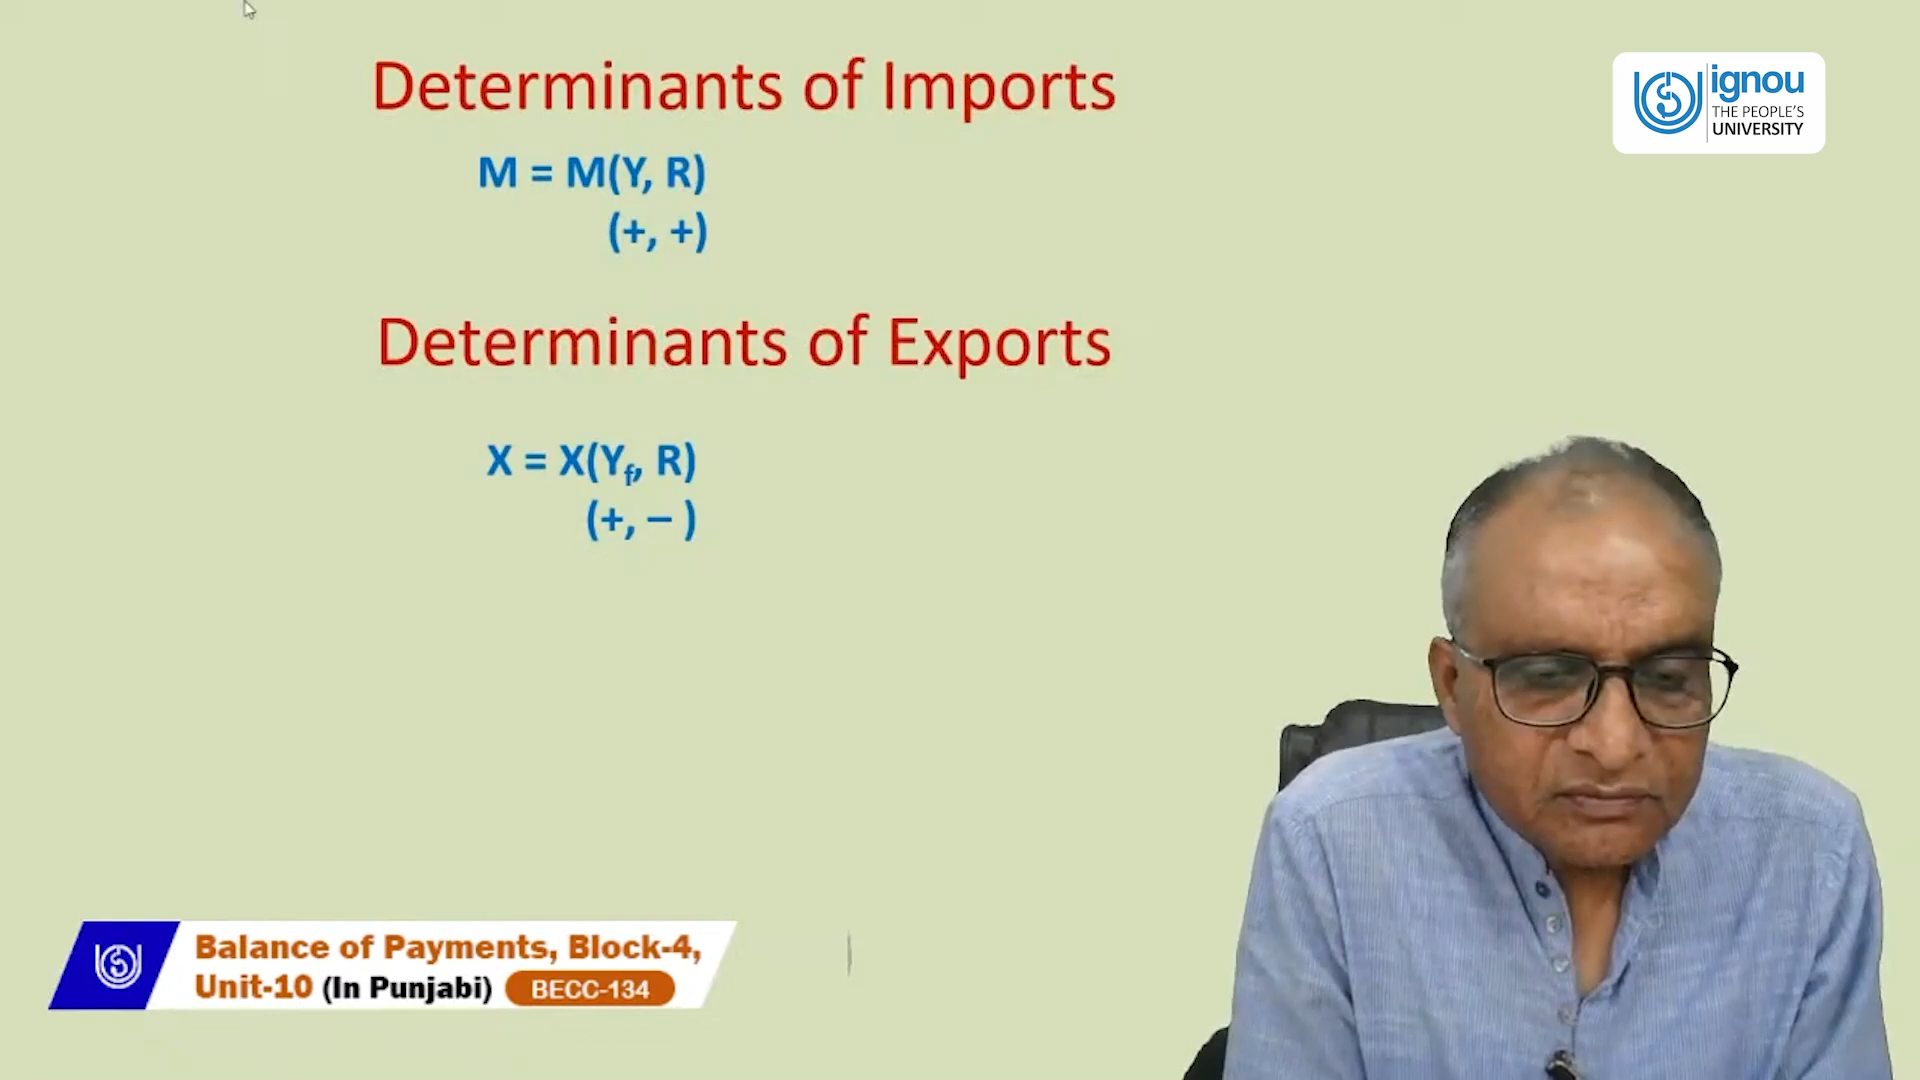 Determinants of Imports
M = M(Y, R)
(+, +)
Determinants of Exports
X = X(Yf, R)
(+, – )
ignou
THE PEOPLE'S
UNIVERSITY
Balance of Payments, Block-4,
Unit-10 (In Punjabi) BECC-134